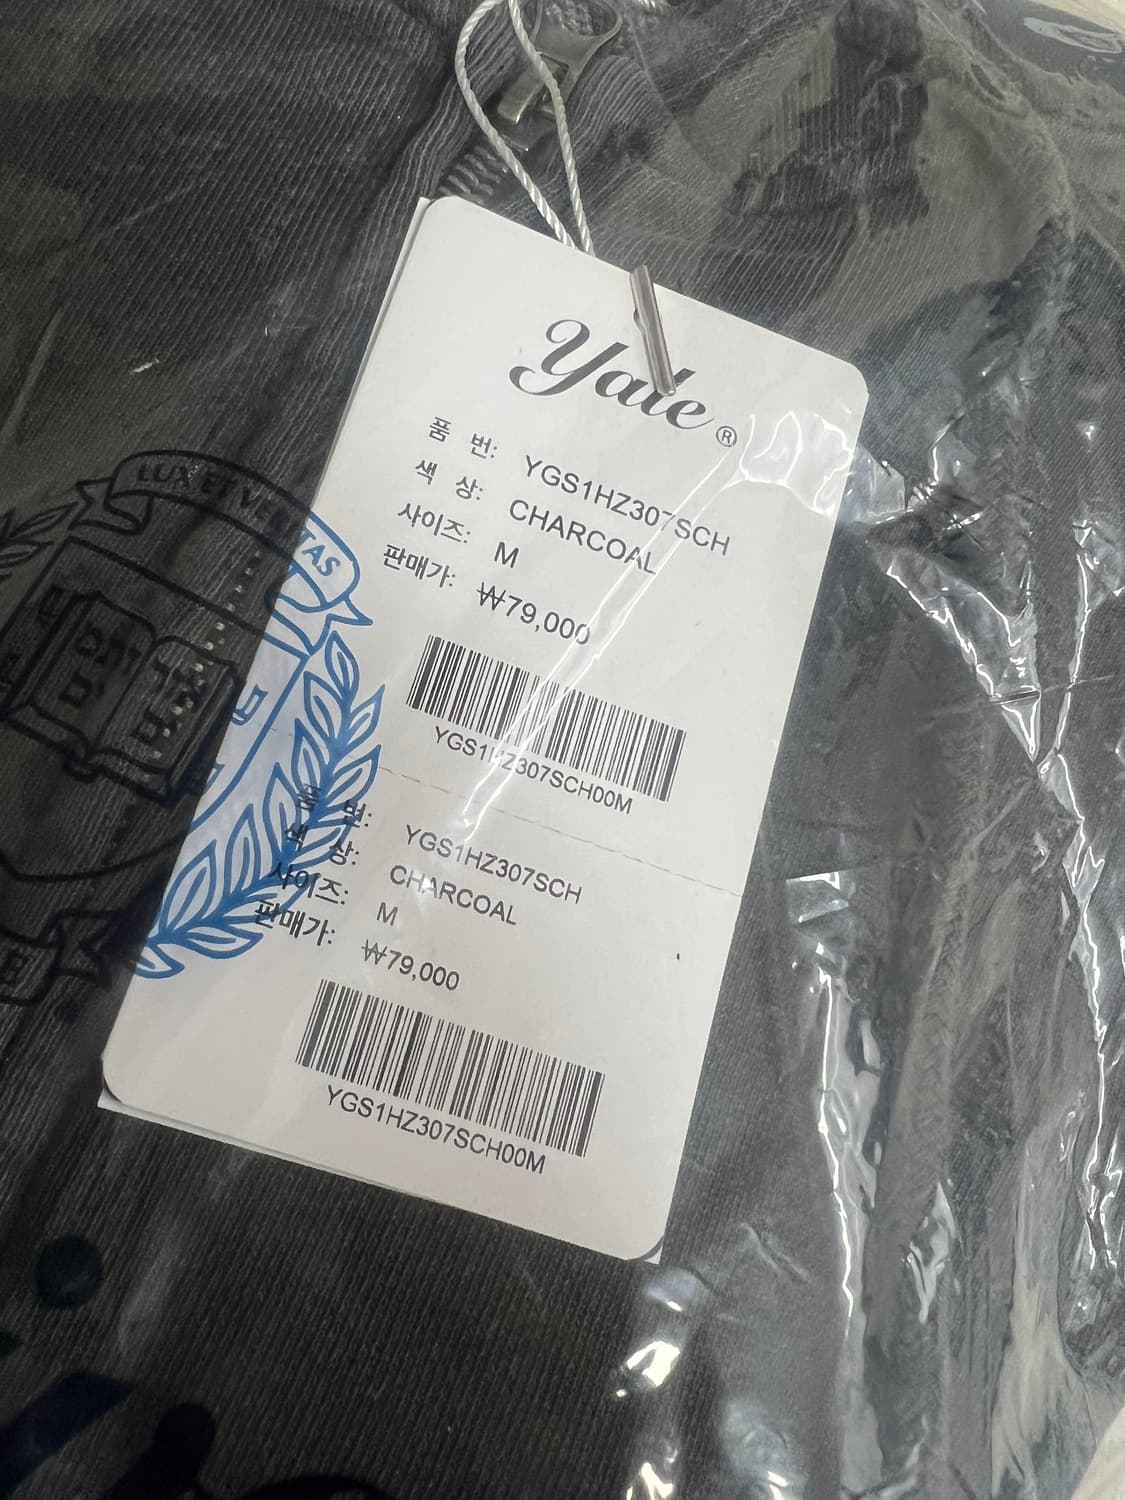 Yale®
품 번: YGS1HZ307SCH
색 상: CHARCOAL
사이즈: M
판매가: ₩79,000
YGS1HZ307SCH00M
품 번: YGS1HZ307SCH
색 상: CHARCOAL
사이즈: M
판매가: ₩79,000
YGS1HZ307SCH00M
LUX ET VERITAS